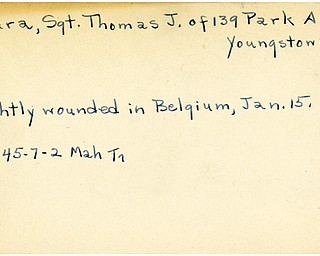 ara, Sgt. Thomas J. of 139 Park A
Youngstow
htly wounded in Belgium, Jan. 15.
45-7-2 Mah Tr